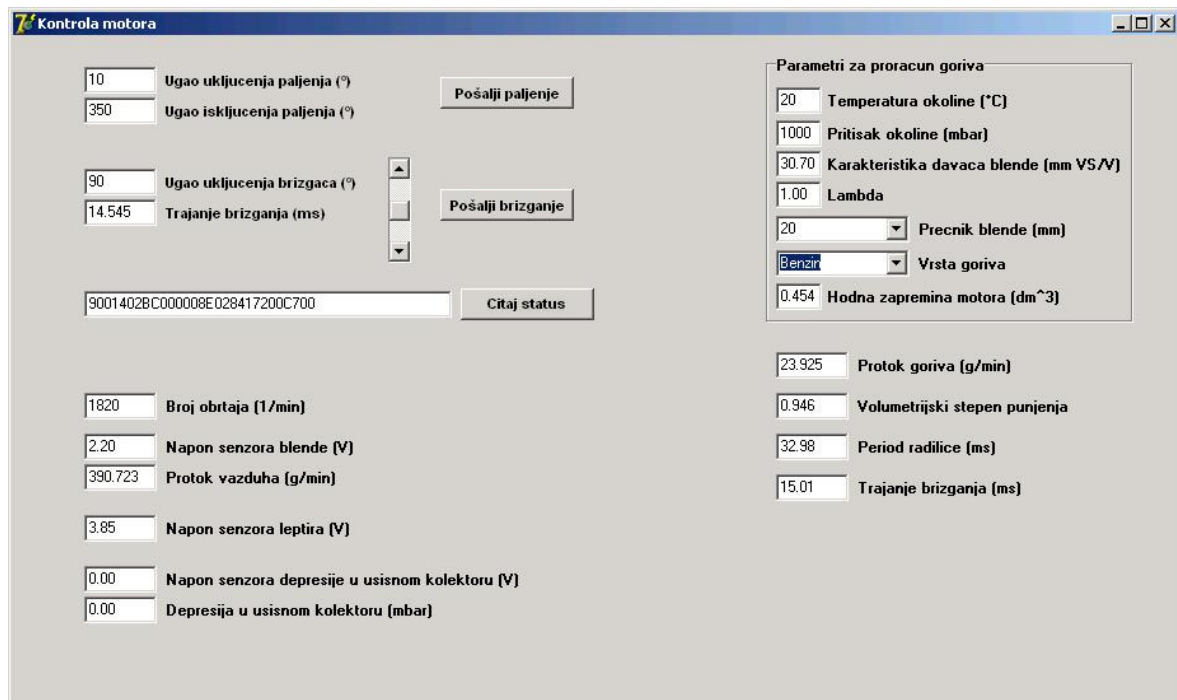 Kontrola motora
10 Ugao ukljucenja paljenja (°)
350 Ugao iskljucenja paljenja (°)
Pošalji paljenje
90 Ugao ukljucenja brizgaca (°)
14.545 Trajanje brizganja (ms)
Pošalji brizganje
9001402BC000008E028417200C700
Citaj status
1820 Broj obrtaja (1/min)
2.20 Napon senzora blende (V)
390.723 Protok vazduha (g/min)
3.85 Napon senzora leptira (V)
0.00 Napon senzora depresije u usisnom kolektoru (V)
0.00 Depresija u usisnom kolektoru (mbar)
Parametri za proracun goriva
20 Temperatura okoline (°C)
1000 Pritisak okoline (mbar)
30.70 Karakteristika davaca blende (mm VS/V)
1.00 Lambda
20 Precnik blende (mm)
Benzin Vrsta goriva
0.454 Hodna zapremina motora (dm^3)
23.925 Protok goriva (g/min)
0.946 Volumetrijski stepen punjenja
32.98 Period radilice (ms)
15.01 Trajanje brizganja (ms)